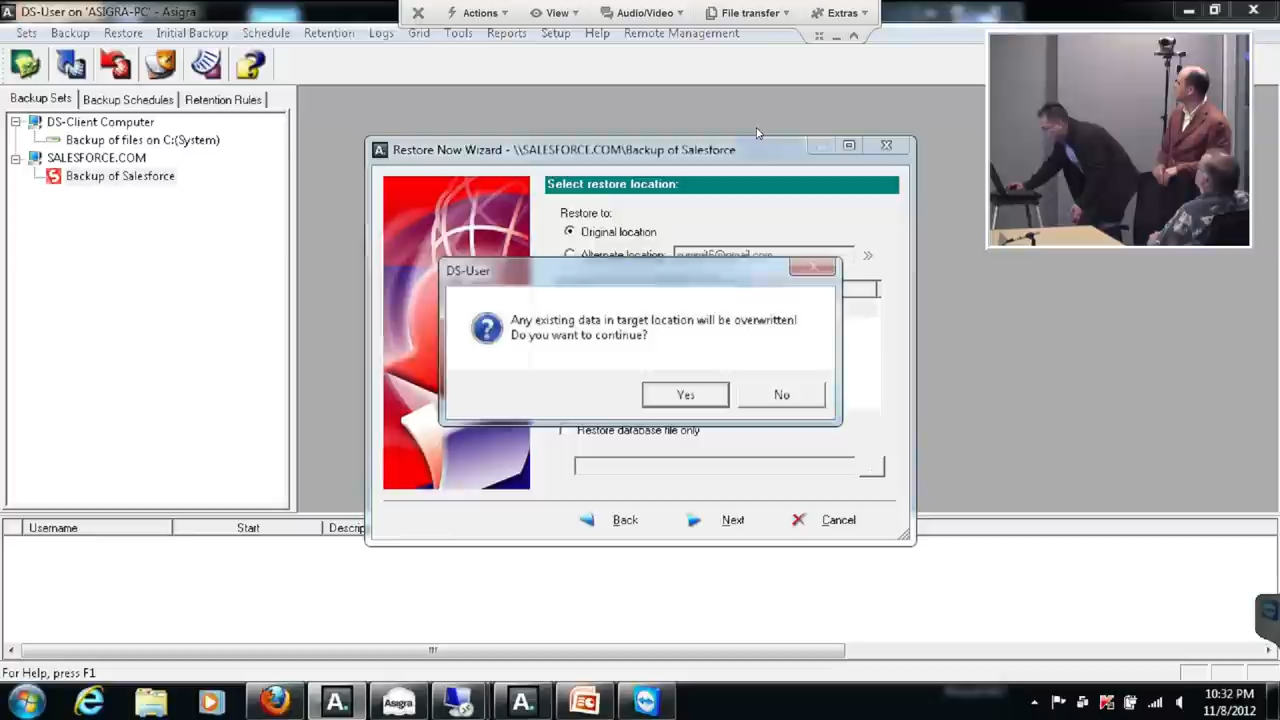 DS-User on 'ASIGRA-PC' - Asigra
Actions
View
Audio/Video
File transfer
Extras
Sets
Backup
Restore
Initial Backup
Schedule
Retention
Logs
Grid
Tools
Reports
Setup
Help
Remote Management
Backup Sets
Backup Schedules
Retention Rules
DS-Client Computer
Backup of files on C:(System)
SALESFORCE.COM
Backup of Salesforce
Restore Now Wizard - \\SALESFORCE.COM\Backup of Salesforce
Select restore location:
Restore to:
Original location
Alternate location:
DS-User
Any existing data in target location will be overwritten!
Do you want to continue?
Yes
No
Restore database file only
...
Back
Next
Cancel
Username
Start
Descrip
For Help, press F1
Asigra
10:32 PM
11/8/2012